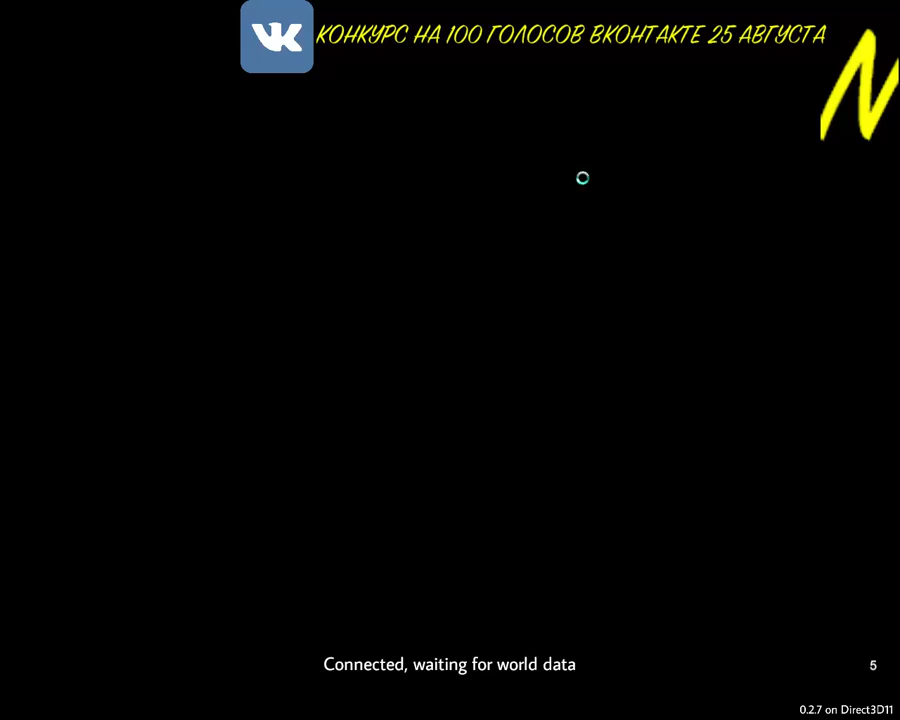 КОНКУРС НА 100 ГОЛОСОВ ВКОНТАКТЕ 25 АВГУСТА
N
Connected, waiting for world data
5
0.2.7 on Direct3D11